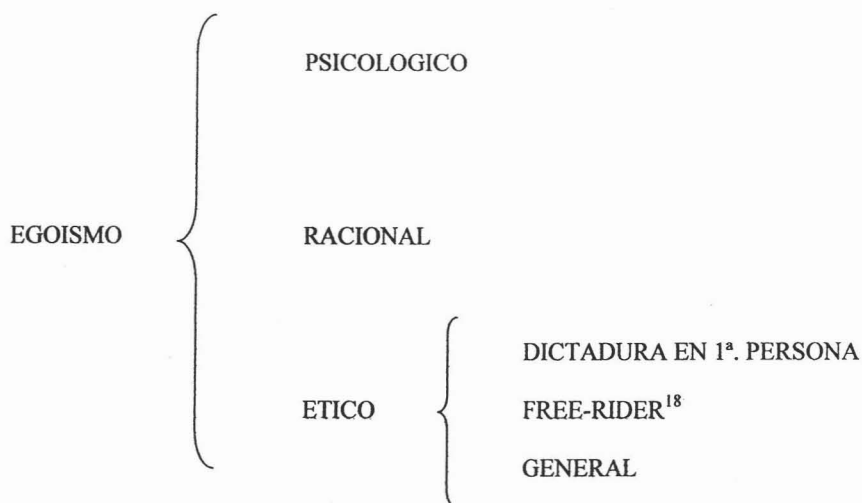 PSICOLOGICO
EGOISMO
RACIONAL
DICTADURA EN 1ª. PERSONA
ETICO
FREE-RIDER18
GENERAL